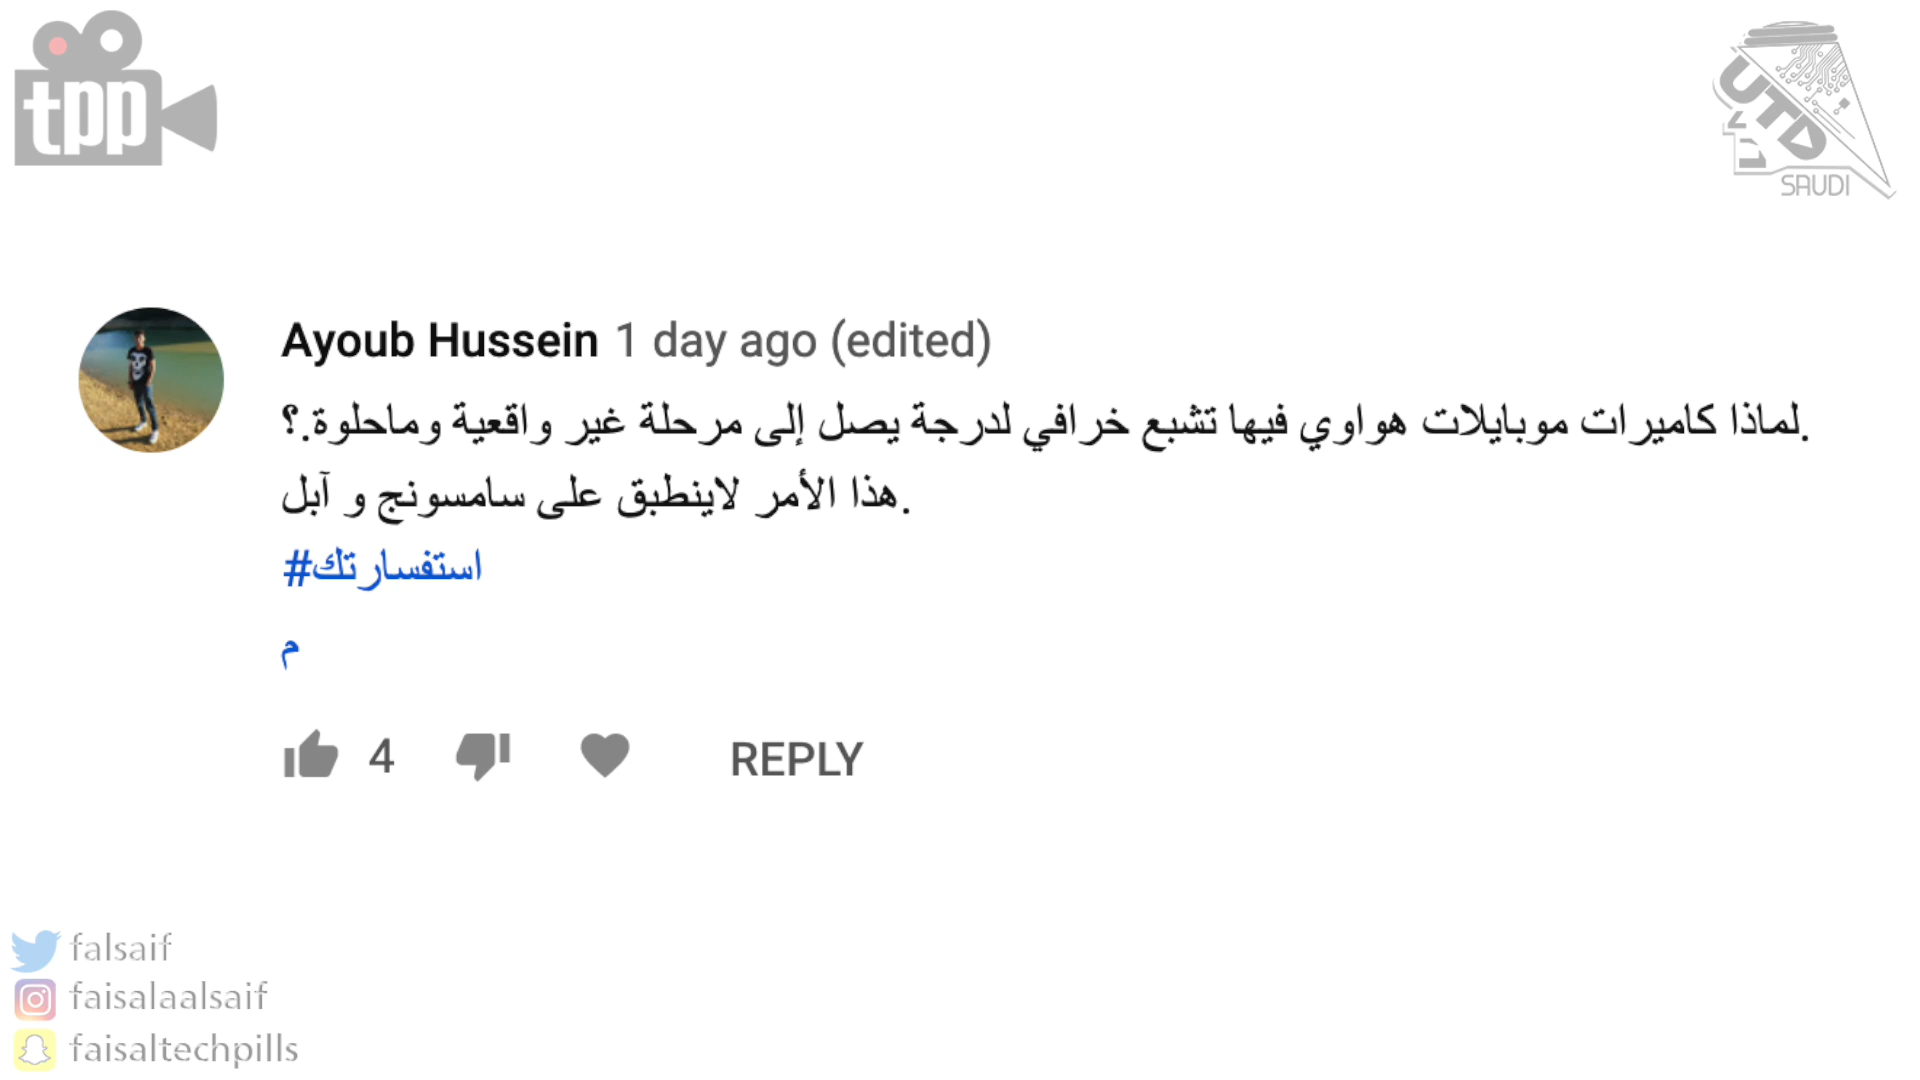 tpp
UTD
SAUDI
Ayoub Hussein 1 day ago (edited)
.لماذا كاميرات موبايلات هواوي فيها تشبع خرافي لدرجة يصل إلى مرحلة غير واقعية وماحلوة.؟
.هذا الأمر لاينطبق على سامسونج و آبل
#استفسارتك
م
4 REPLY
falsaif
faisalaalsaif
faisaltechpills